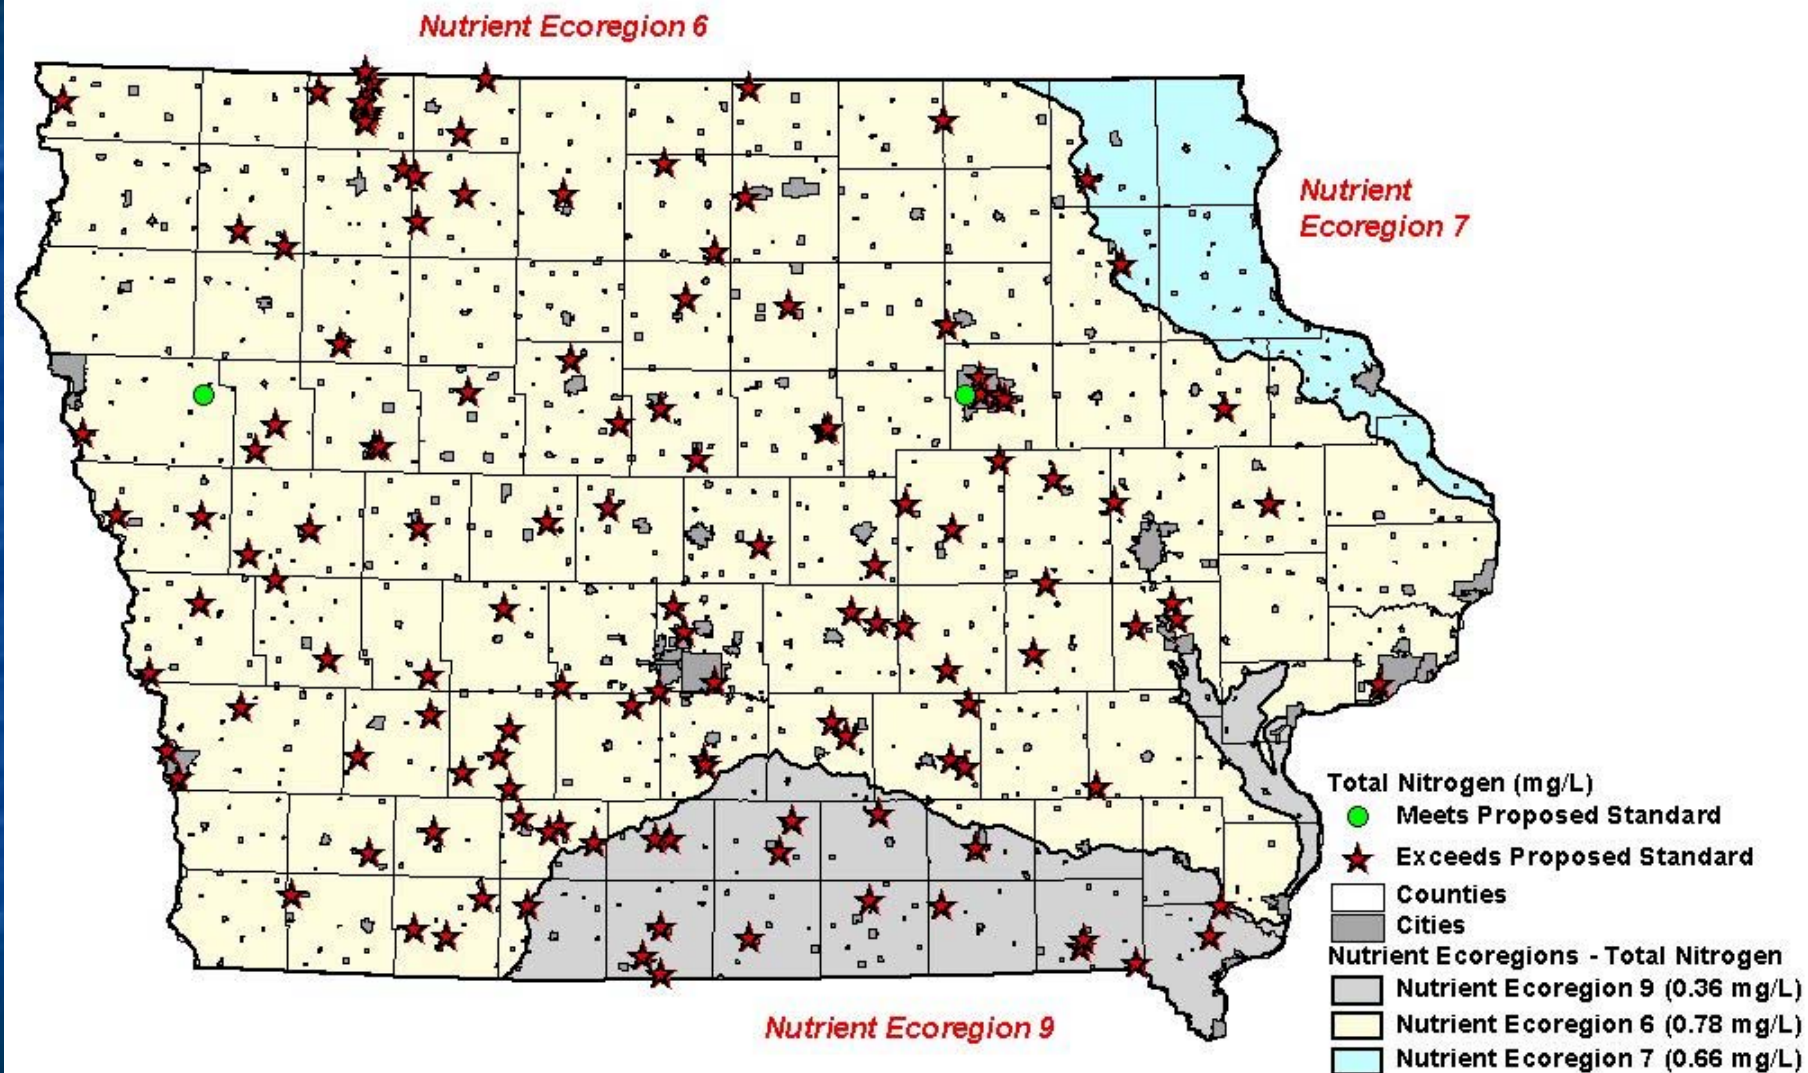 Nutrient Ecoregion 6
Nutrient
Ecoregion 7
Total Nitrogen (mg/L)
Meets Proposed Standard
Exceeds Proposed Standard
Counties
Cities
Nutrient Ecoregions - Total Nitrogen
Nutrient Ecoregion 9 (0.36 mg/L)
Nutrient Ecoregion 6 (0.78 mg/L)
Nutrient Ecoregion 7 (0.66 mg/L)
Nutrient Ecoregion 9